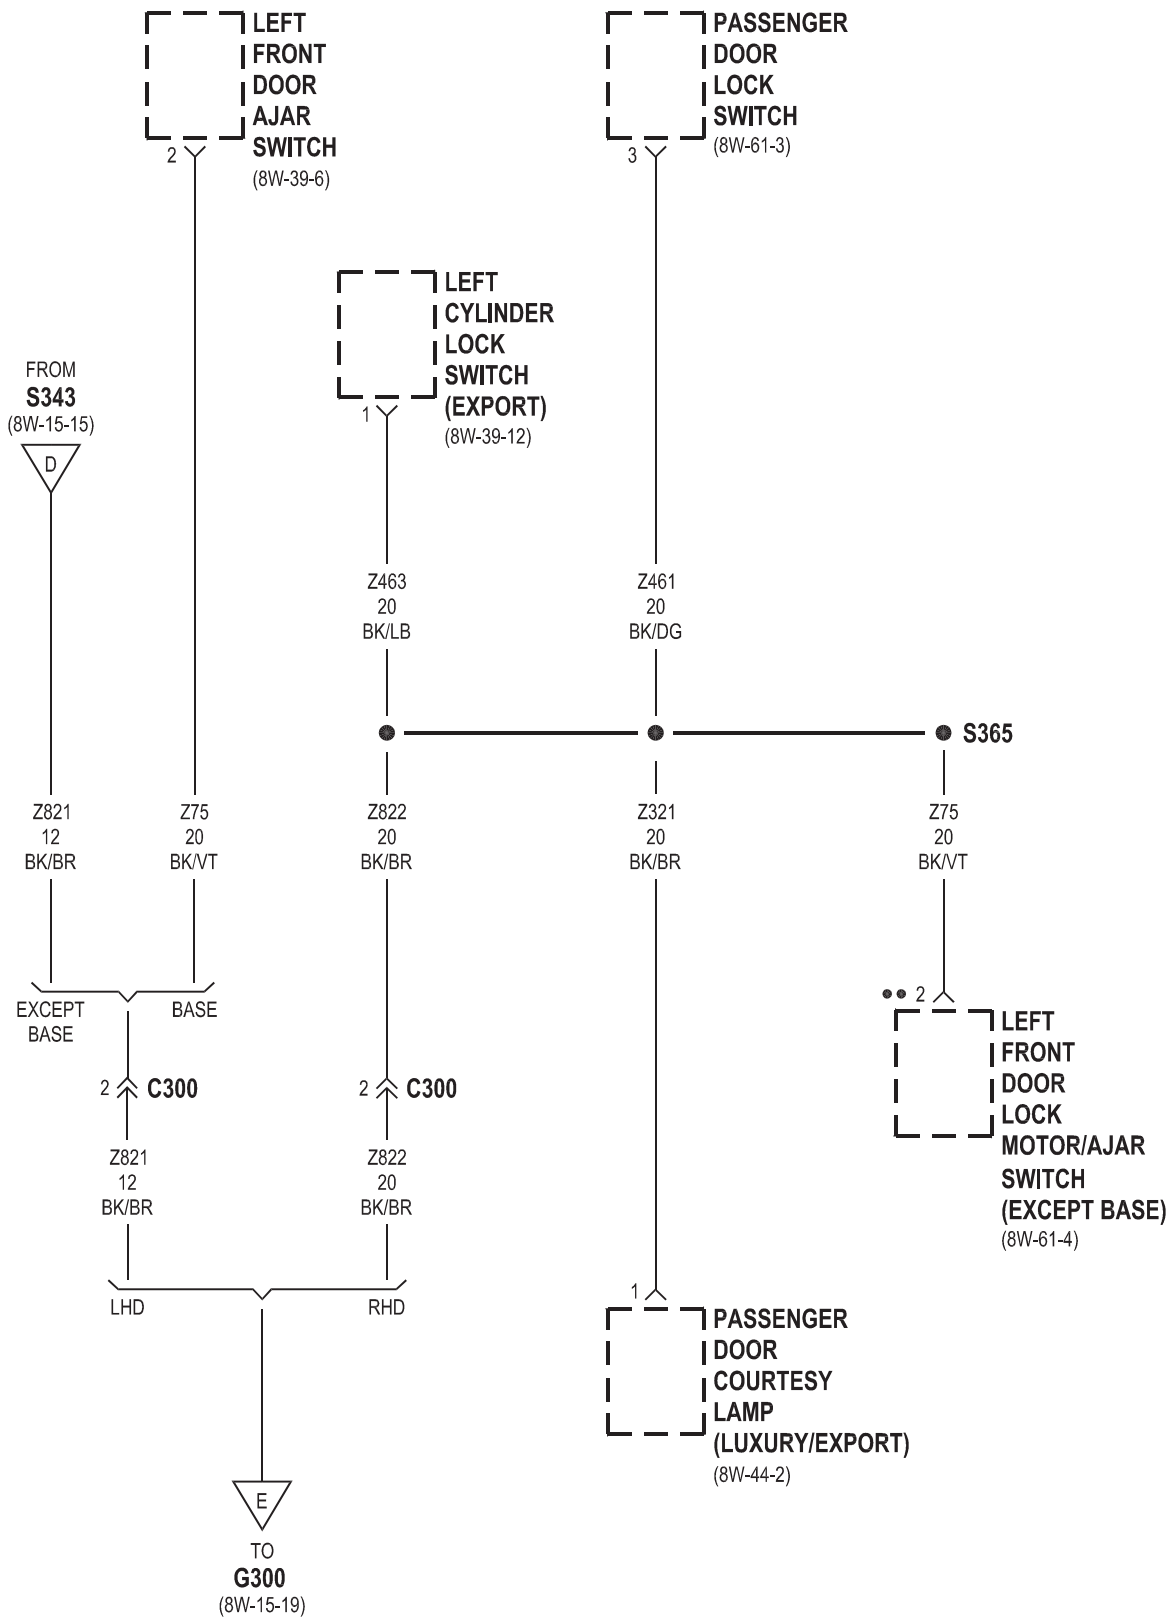 LEFT
FRONT
DOOR
AJAR
SWITCH
(8W-39-6)
2
PASSENGER
DOOR
LOCK
SWITCH
(8W-61-3)
3
LEFT
CYLINDER
LOCK
SWITCH
(EXPORT)
(8W-39-12)
1
FROM
S343
(8W-15-15)
D
Z463
20
BK/LB
Z461
20
BK/DG
S365
Z821
12
BK/BR
Z75
20
BK/VT
Z822
20
BK/BR
Z321
20
BK/BR
Z75
20
BK/VT
EXCEPT
BASE
BASE
2
LEFT
FRONT
DOOR
LOCK
MOTOR/AJAR
SWITCH
(EXCEPT BASE)
(8W-61-4)
2 C300
2 C300
Z821
12
BK/BR
Z822
20
BK/BR
LHD
RHD
1
PASSENGER
DOOR
COURTESY
LAMP
(LUXURY/EXPORT)
(8W-44-2)
E
TO
G300
(8W-15-19)